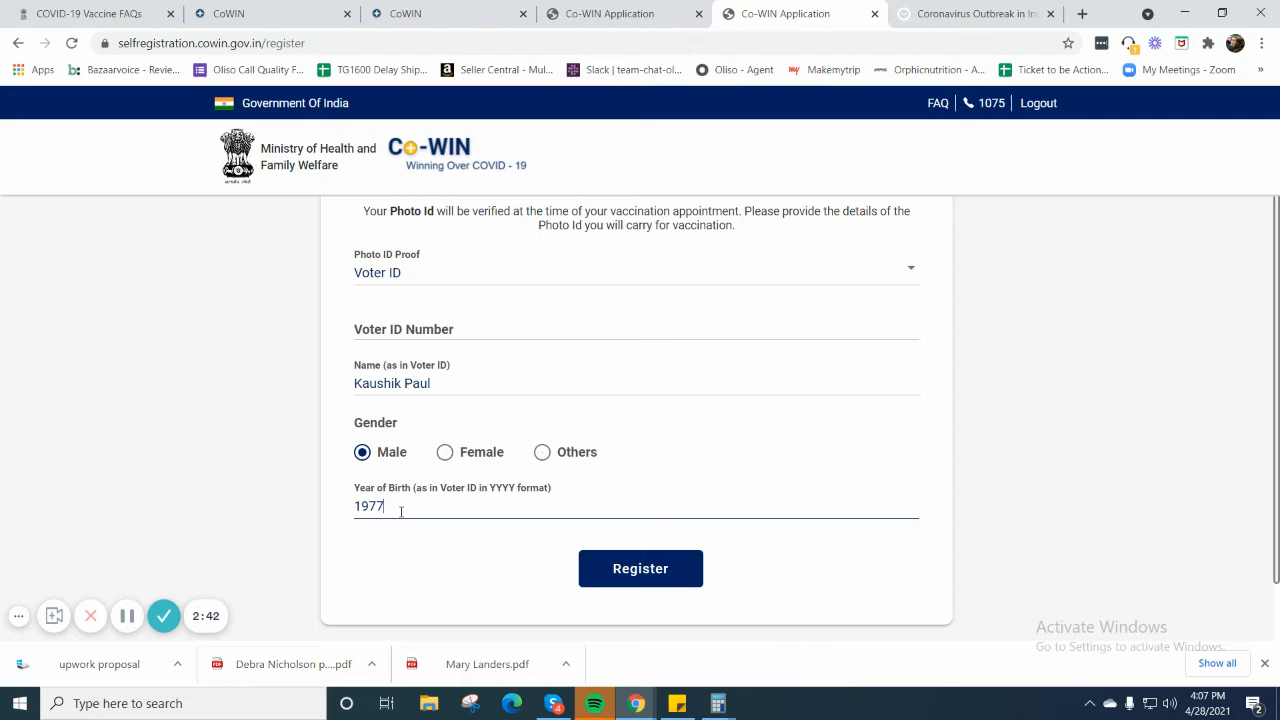 COVID-19 Vaccine FAQs
CoWIN
CoWIN
Co-WIN Application
Co-WIN Application
Coronavirus Outbreak in In
selfregistration.cowin.gov.in/register
Apps
b: Bazaarvoice - Revie...
Oliso Call Quality F...
TG1600 Delay Ship...
Seller Central - Mul...
Slack | team-chat-ol...
Oliso - Agent
Makemytrip
Orphicnutrition - A...
Ticket to be Action...
My Meetings - Zoom
»
Government Of India
FAQ
1075
Logout
Ministry of Health and
Family Welfare
Co-WIN
Winning Over COVID - 19
Your Photo Id will be verified at the time of your vaccination appointment. Please provide the details of the
Photo Id you will carry for vaccination.
Photo ID Proof
Voter ID
Voter ID Number
Name (as in Voter ID)
Kaushik Paul
Gender
Male
Female
Others
Year of Birth (as in Voter ID in YYYY format)
1977
Register
2:42
Activate Windows
Go to Settings to activate Windows.
upwork proposal
Debra Nicholson p....pdf
Mary Landers.pdf
Show all
Type here to search
4:07 PM
4/28/2021
2